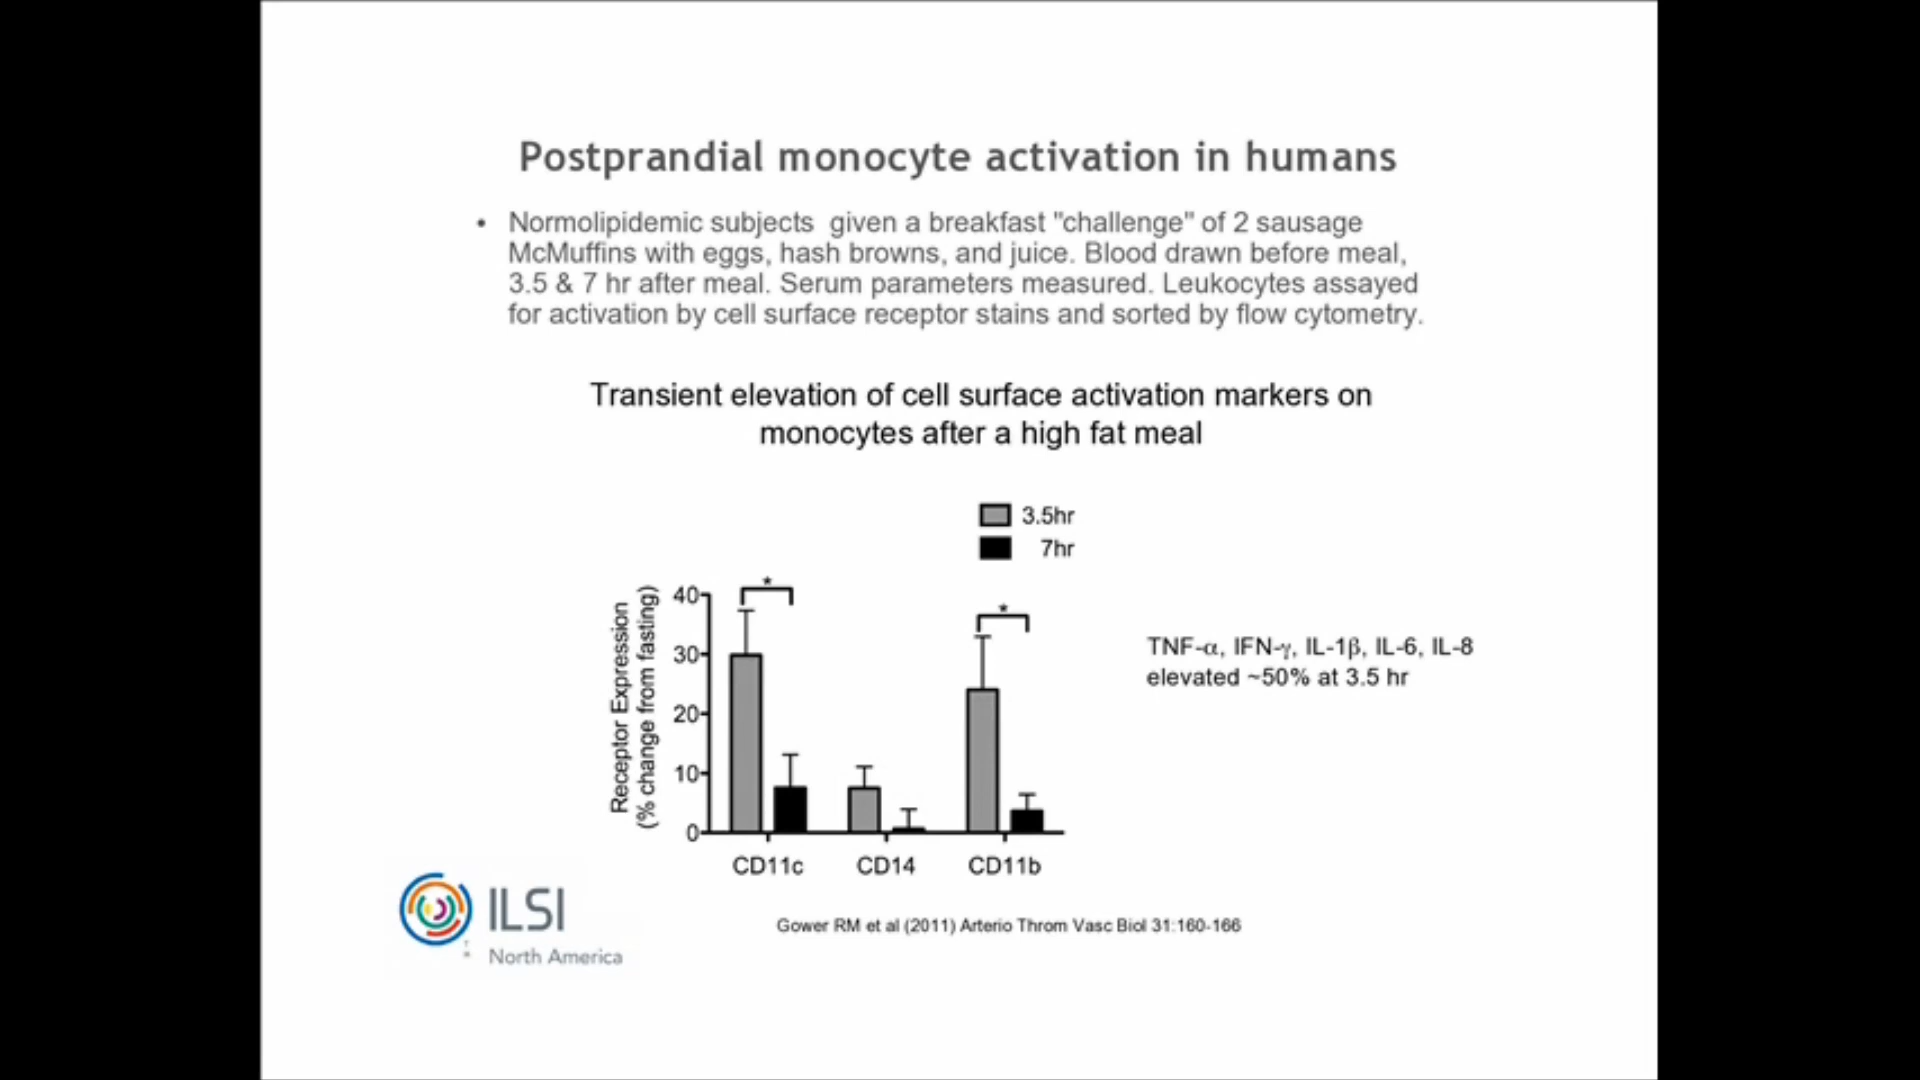 Postprandial monocyte activation in humans
• Normolipidemic subjects given a breakfast "challenge" of 2 sausage
McMuffins with eggs, hash browns, and juice. Blood drawn before meal,
3.5 & 7 hr after meal. Serum parameters measured. Leukocytes assayed
for activation by cell surface receptor stains and sorted by flow cytometry.
Transient elevation of cell surface activation markers on
monocytes after a high fat meal
3.5hr
7hr
Receptor Expression
(% change from fasting)
40
30
20
10
0
*
*
CD11c CD14 CD11b
TNF-α, IFN-γ, IL-1β, IL-6, IL-8
elevated ~50% at 3.5 hr
ILSI
North America
Gower RM et al (2011) Arterio Throm Vasc Biol 31:160-166